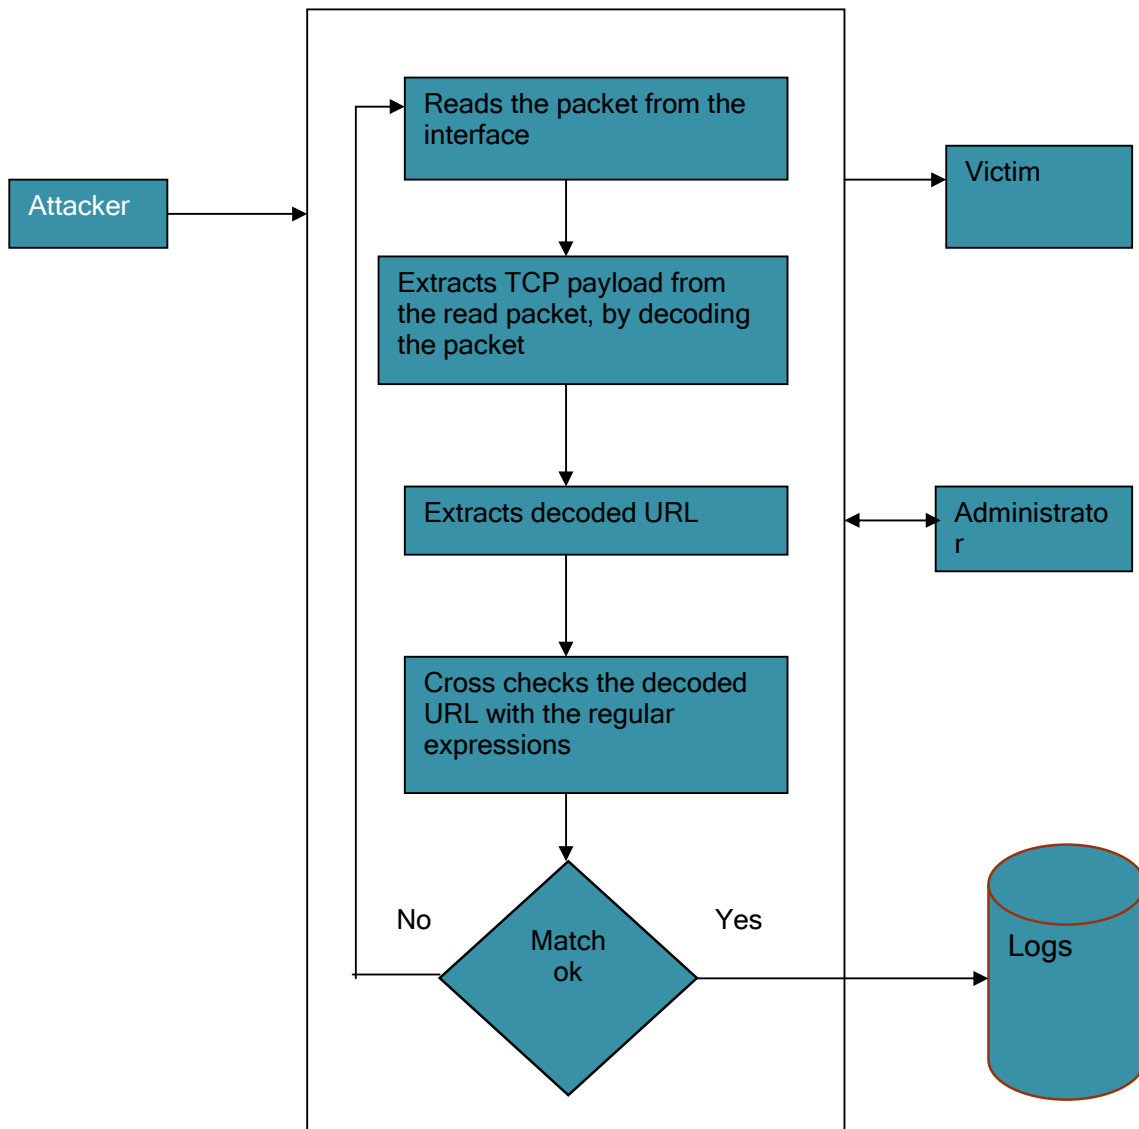 Reads the packet from the
interface
Attacker
Victim
Extracts TCP payload from
the read packet, by decoding
the packet
Extracts decoded URL
Administrato
r
Cross checks the decoded
URL with the regular
expressions
No
Yes
Match
ok
Logs